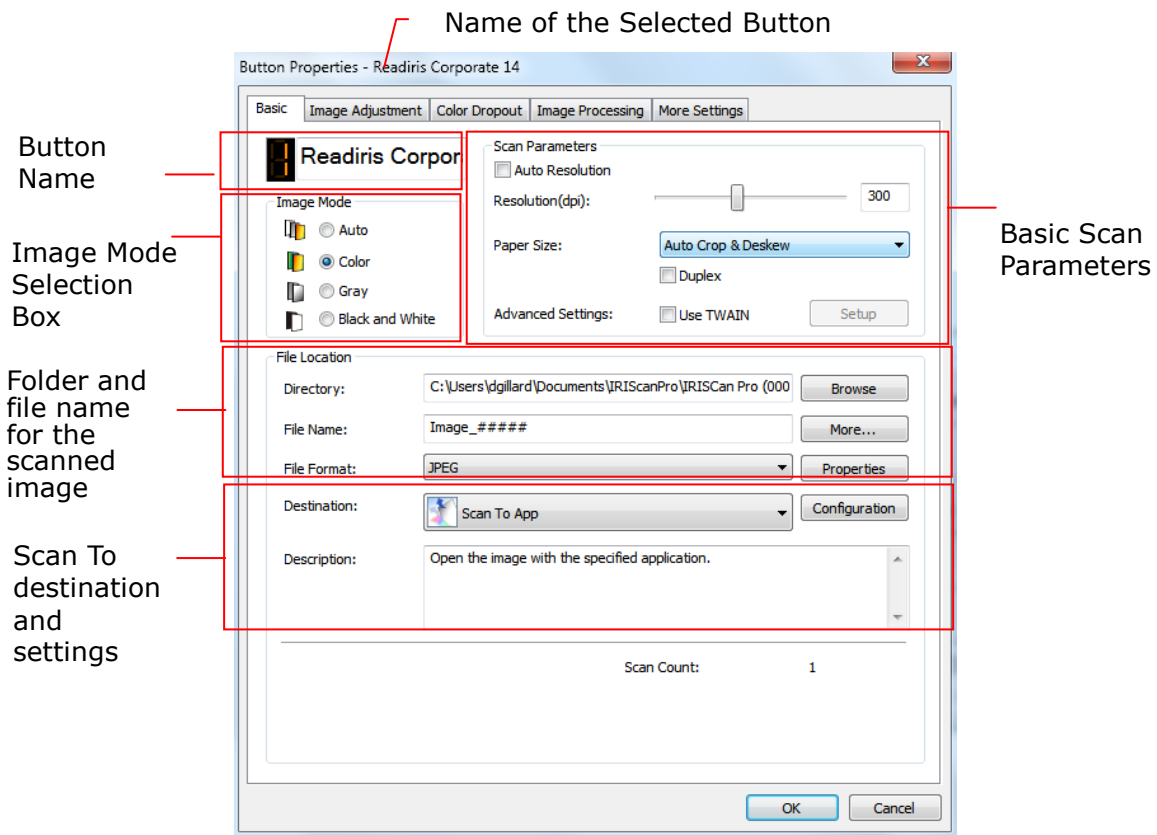 Name of the Selected Button
Button Properties - Readiris Corporate 14
Basic
Image Adjustment
Color Dropout
Image Processing
More Settings
Button
Name
1
Readiris Corpor
Image Mode
Auto
Color
Gray
Black and White
Image Mode
Selection
Box
Scan Parameters
Auto Resolution
Resolution(dpi):
300
Paper Size:
Auto Crop & Deskew
Duplex
Advanced Settings:
Use TWAIN
Setup
Basic Scan
Parameters
Folder and
file name
for the
scanned
image
File Location
Directory:
C:\Users\dgillard\Documents\IRIScanPro\IRISCan Pro (000
Browse
File Name:
Image_#####
More...
File Format:
JPEG
Properties
Scan To
destination
and
settings
Destination:
Scan To App
Configuration
Description:
Open the image with the specified application.
Scan Count:
1
OK
Cancel